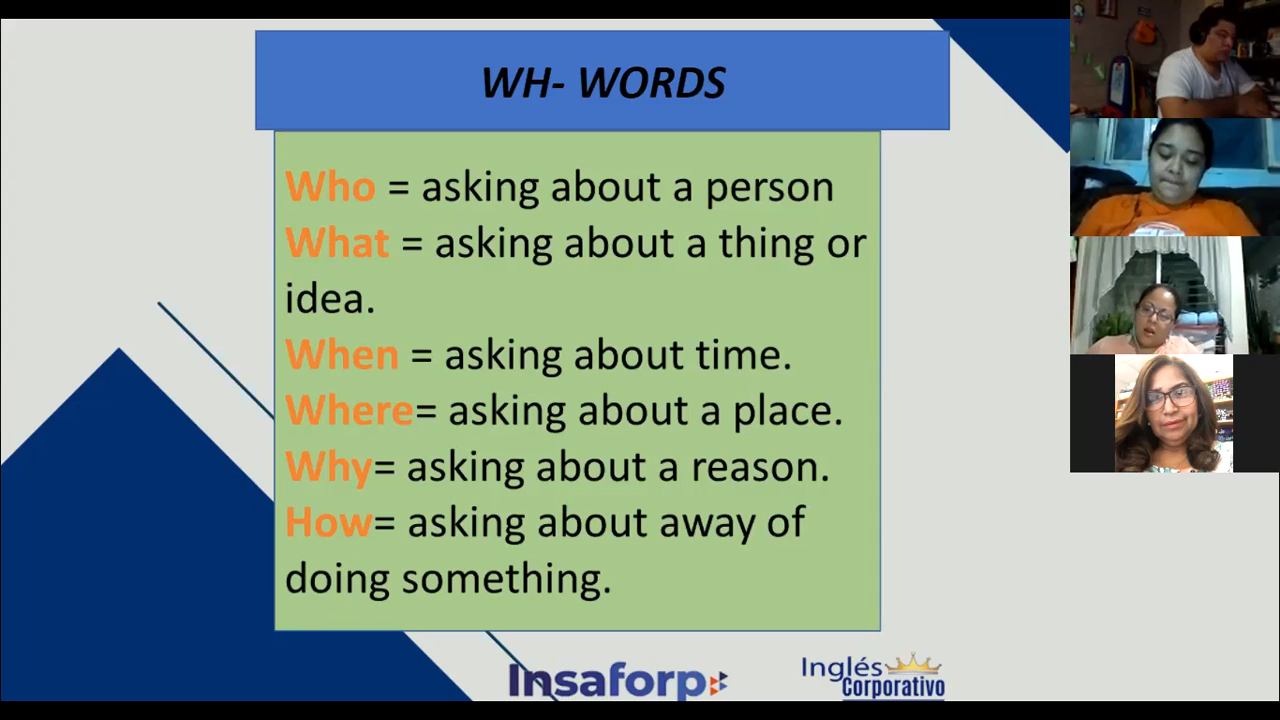 WH- WORDS
Who = asking about a person
What = asking about a thing or
idea.
When = asking about time.
Where= asking about a place.
Why= asking about a reason.
How= asking about away of
doing something.
Insaforp
Inglés
Corporativo